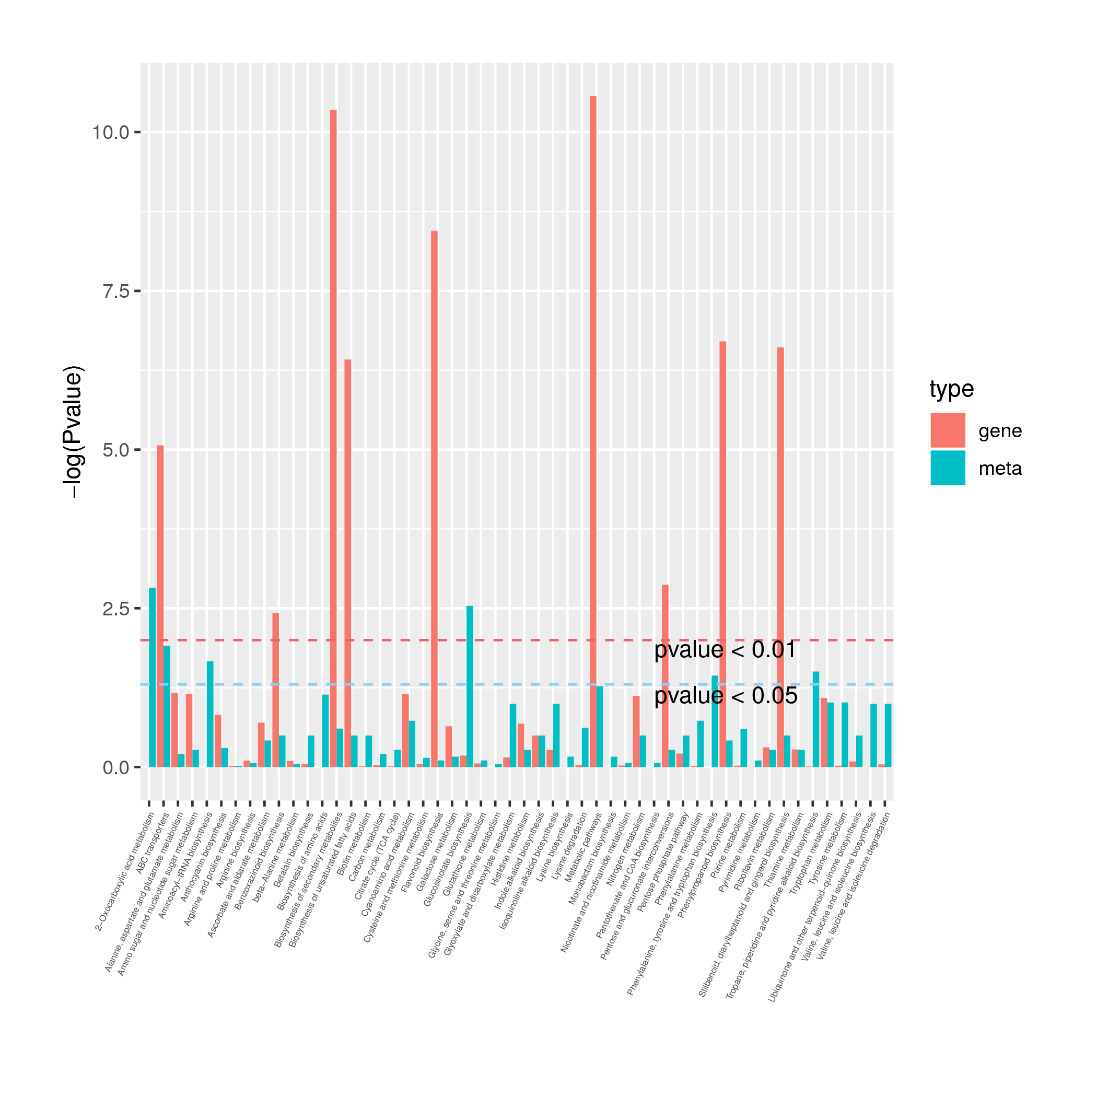 10.0
7.5
5.0
2.5
0.0
−log(Pvalue)
pvalue < 0.01
pvalue < 0.05
type
gene
meta
2−Oxocarboxylic acid metabolism
ABC transporters
Alanine, aspartate and glutamate metabolism
Amino sugar and nucleotide sugar metabolism
Aminoacyl−tRNA biosynthesis
Anthocyanin biosynthesis
Arginine and proline metabolism
Arginine biosynthesis
Ascorbate and aldarate metabolism
Benzoxazinoid biosynthesis
beta−Alanine metabolism
Betalain biosynthesis
Biosynthesis of amino acids
Biosynthesis of secondary metabolites
Biosynthesis of unsaturated fatty acids
Biotin metabolism
Carbon metabolism
Citrate cycle (TCA cycle)
Cyanoamino acid metabolism
Cysteine and methionine metabolism
Flavonoid biosynthesis
Galactose metabolism
Glucosinolate biosynthesis
Glutathione metabolism
Glycine, serine and threonine metabolism
Glyoxylate and dicarboxylate metabolism
Histidine metabolism
Indole alkaloid biosynthesis
Isoquinoline alkaloid biosynthesis
Lysine biosynthesis
Lysine degradation
Metabolic pathways
Monobactam biosynthesis
Nicotinate and nicotinamide metabolism
Nitrogen metabolism
Pantothenate and CoA biosynthesis
Pentose and glucuronate interconversions
Pentose phosphate pathway
Phenylalanine metabolism
Phenylalanine, tyrosine and tryptophan biosynthesis
Phenylpropanoid biosynthesis
Purine metabolism
Pyrimidine metabolism
Riboflavin metabolism
Stilbenoid, diarylheptanoid and gingerol biosynthesis
Thiamine metabolism
Tropane, piperidine and pyridine alkaloid biosynthesis
Tryptophan metabolism
Tyrosine metabolism
Ubiquinone and other terpenoid−quinone biosynthesis
Valine, leucine and isoleucine biosynthesis
Valine, leucine and isoleucine degradation